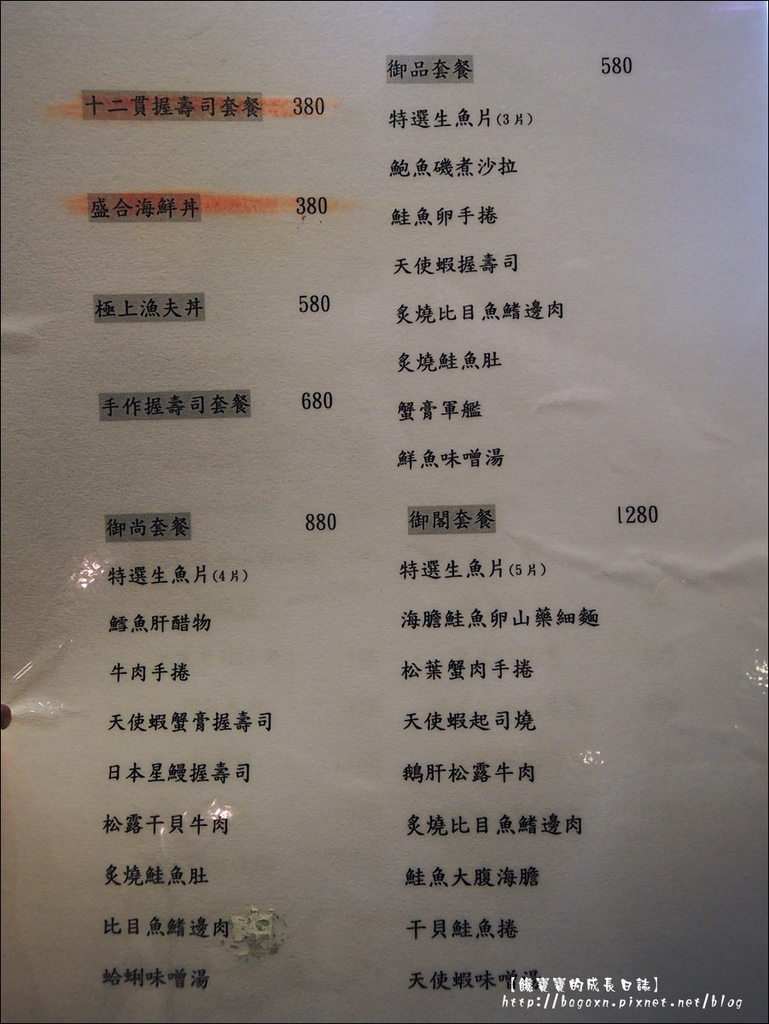 十二貫握壽司套餐 380
盛合海鮮丼 380
極上漁夫丼 580
手作握壽司套餐 680
御尚套餐 880
特選生魚片(4片)
鱈魚肝醋物
牛肉手捲
天使蝦蟹膏握壽司
日本星鰻握壽司
松露干貝牛肉
炙燒鮭魚肚
比目魚鰭邊肉
蛤蜊味噌湯
御品套餐 580
特選生魚片(3片)
鮑魚磯煮沙拉
鮭魚卵手捲
天使蝦握壽司
炙燒比目魚鰭邊肉
炙燒鮭魚肚
蟹膏軍艦
鮮魚味噌湯
御閣套餐 1280
特選生魚片(5片)
海膽鮭魚卵山藥細麵
松葉蟹肉手捲
天使蝦起司燒
鵝肝松露牛肉
炙燒比目魚鰭邊肉
鮭魚大腹海膽
干貝鮭魚捲
天使蝦味噌湯
【饞寶寶的成長日誌】
http://bogoxn.pixnet.net/blog